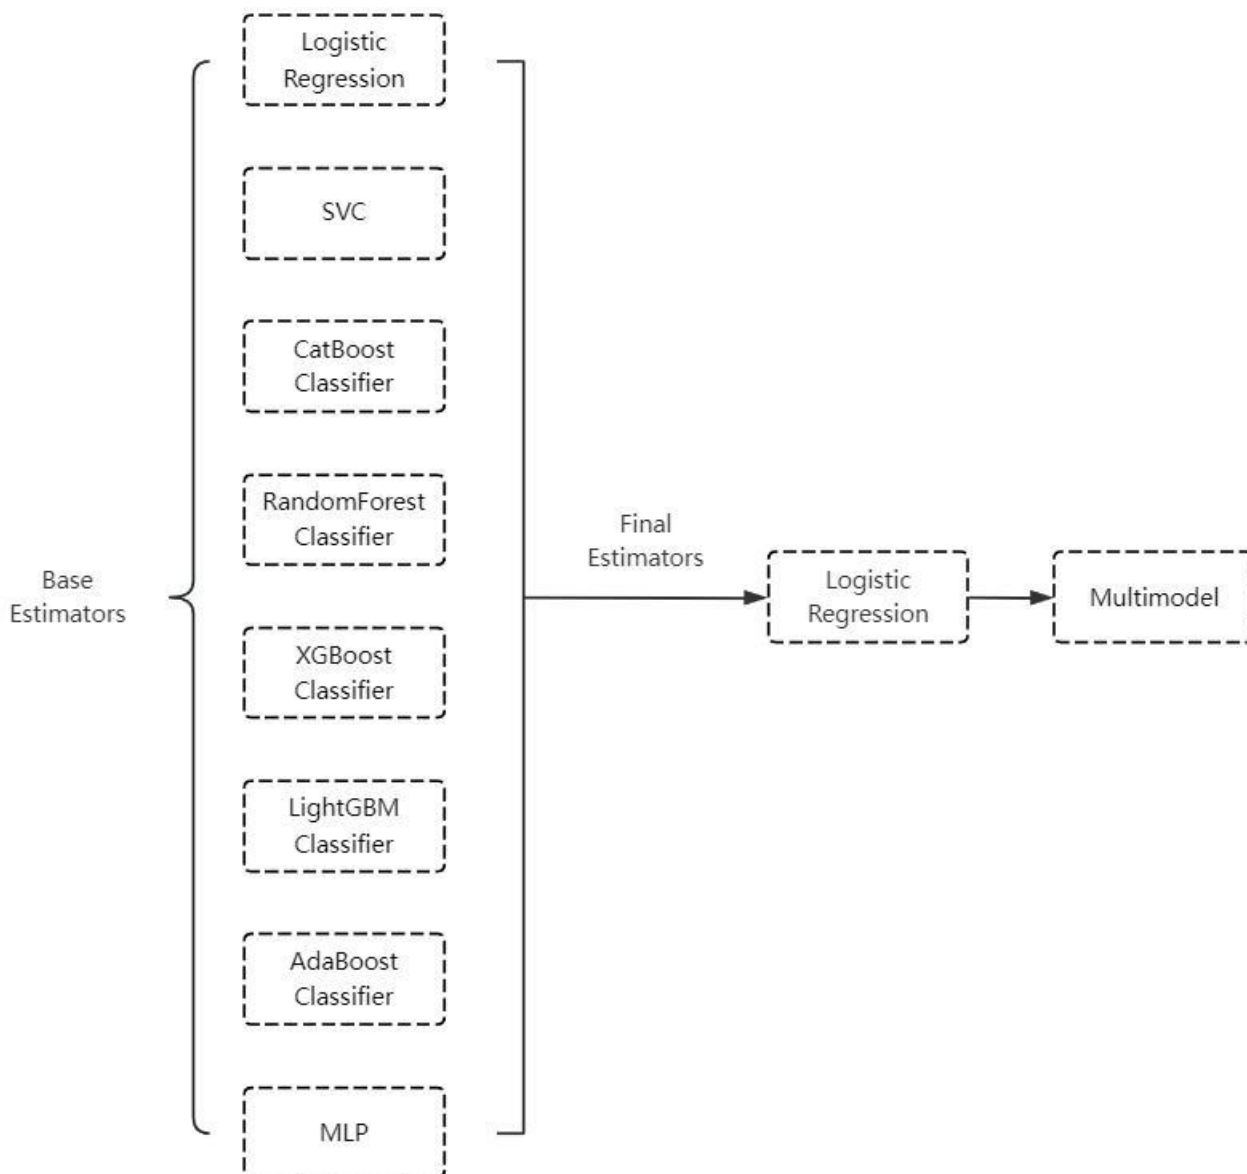 Logistic
Regression
SVC
CatBoost
Classifier
RandomForest
Classifier
Base
Estimators
XGBoost
Classifier
LightGBM
Classifier
AdaBoost
Classifier
MLP
Final
Estimators
Logistic
Regression
Multimodel